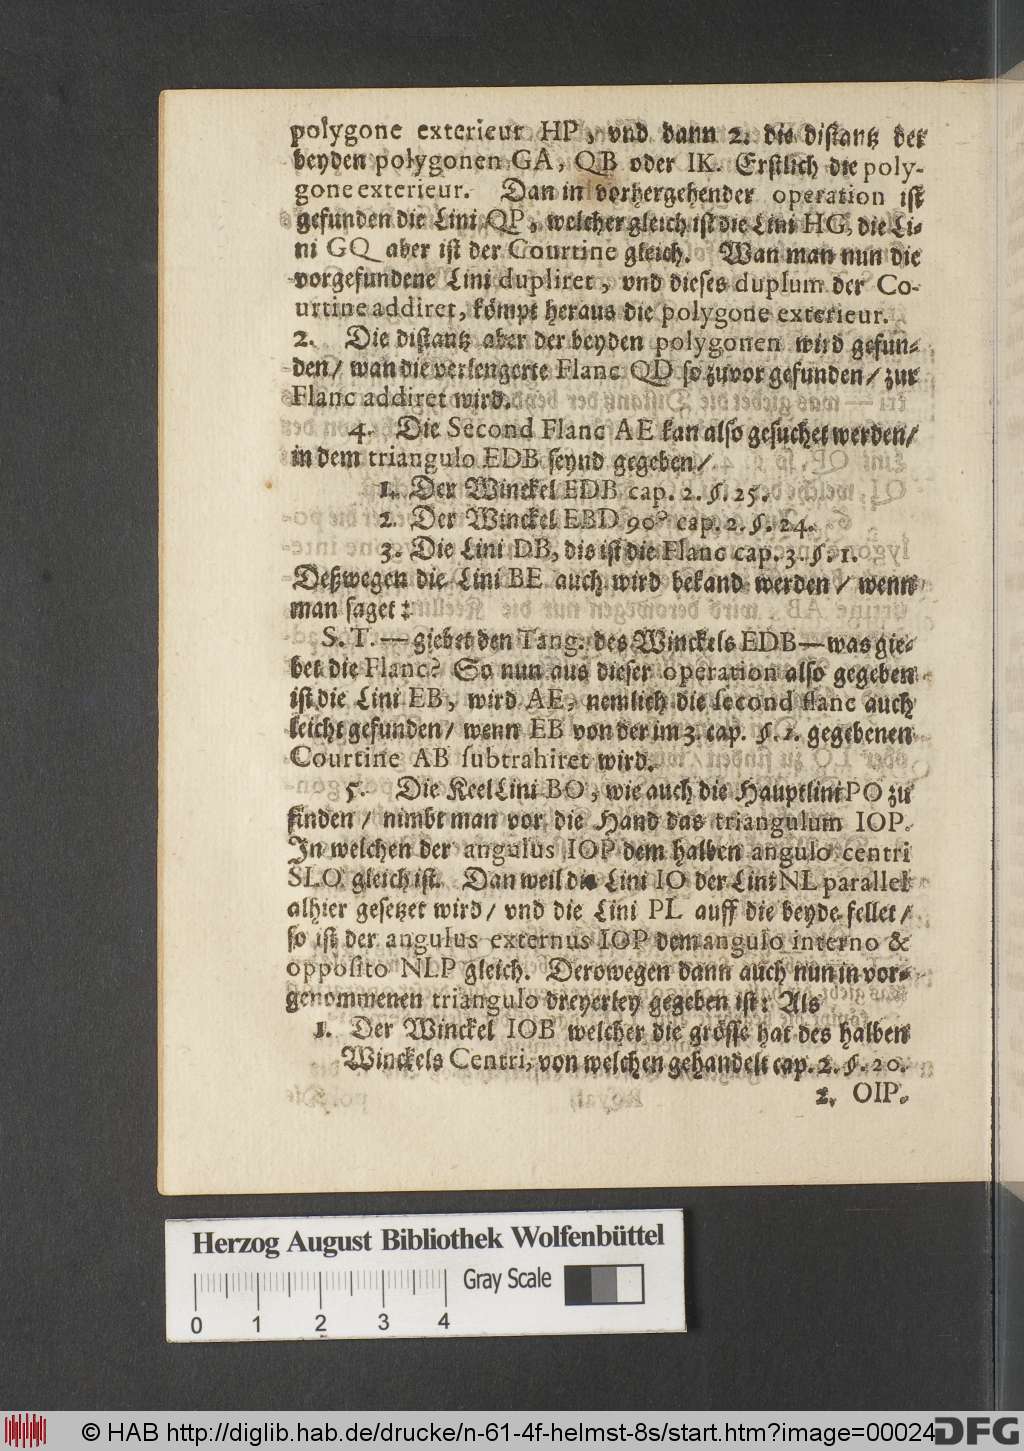 polygone exterieur HP, vnd dann 2. die distantz der
beyden polygonen GA, QB oder IK. Erstlich die poly-
gone exterieur. Dan in vorhergehender operation ist
gefunden die Lini QP, welcher gleich ist die Lini HG, die Li-
ni GQ aber ist der Courtine gleich. Wan man nun die
vorgefundene Lini dupliret, vnd dieses duplum der Co-
urtine addiret, kömpt heraus die polygone exterieur.
2. Die distantz aber der beyden polygonen wird gefun-
den/ wan die verlengerte Flanc QD so zuvor gefunden/ zur
Flanc addiret wird.
4. Die Second Flanc AE kan also gesuchet werden/
in dem triangulo EDB seynd gegeben/
1. Der Winckel EDB cap. 2. §. 25.
2. Der Winckel EBD 90° cap. 2. §. 24.
3. Die Lini DB, dis ist die Flanc cap. 3. §. 1.
Deßwegen die Lini BE auch wird bekand werden/ wenn
man saget:
S. T. — giebet den Tang. des Winckels EDB — was gie-
bet die Flanc? So nun aus dieser operation also gegeben
ist die Lini EB, wird AE, nemlich die second flanc auch
leicht gefunden/ wenn EB von der im 3. cap. §. 2. gegebenen
Courtine AB subtrahiret wird.
5. Die Keel Lini BO, wie auch die Hauptlini PO zu
finden/ nimbt man vor die Hand das triangulum IOP.
In welchen der angulus IOP dem halben angulo centri
SLO gleich ist. Dan weil die Lini IO der Lini NL parallel
alhier gesetzet wird/ vnd die Lini PL auff die beyde fellet/
so ist der angulus externus IOP dem angulo interno &
opposito NLP gleich. Derowegen dann auch nun in vor-
genommenen triangulo dreyerley gegeben ist: Als
1. Der Winckel IOB welcher die grösse hat des halben
Winckels Centri, von welchen gehandelt cap. 2. §. 20.
2. OIP.
Herzog August Bibliothek Wolfenbüttel
Gray Scale
0 1 2 3 4
© HAB http://diglib.hab.de/drucke/n-61-4f-helmst-8s/start.htm?image=00024
DFG